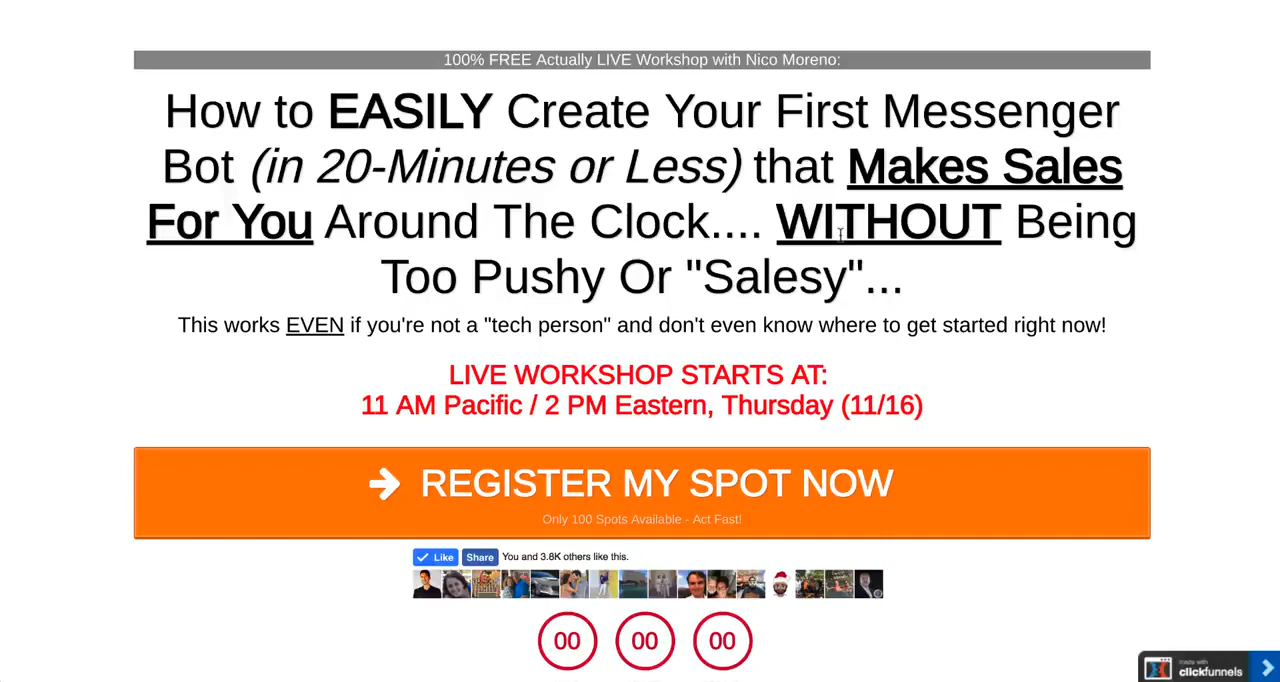 100% FREE Actually LIVE Workshop with Nico Moreno:
How to EASILY Create Your First Messenger
Bot (in 20-Minutes or Less) that Makes Sales
For You Around The Clock.... WITHOUT Being
Too Pushy Or "Salesy"...
This works EVEN if you're not a "tech person" and don't even know where to get started right now!
LIVE WORKSHOP STARTS AT:
11 AM Pacific / 2 PM Eastern, Thursday (11/16)
REGISTER MY SPOT NOW
Only 100 Spots Available - Act Fast!
Like Share You and 3.8K others like this.
00 00 00
made with
clickfunnels